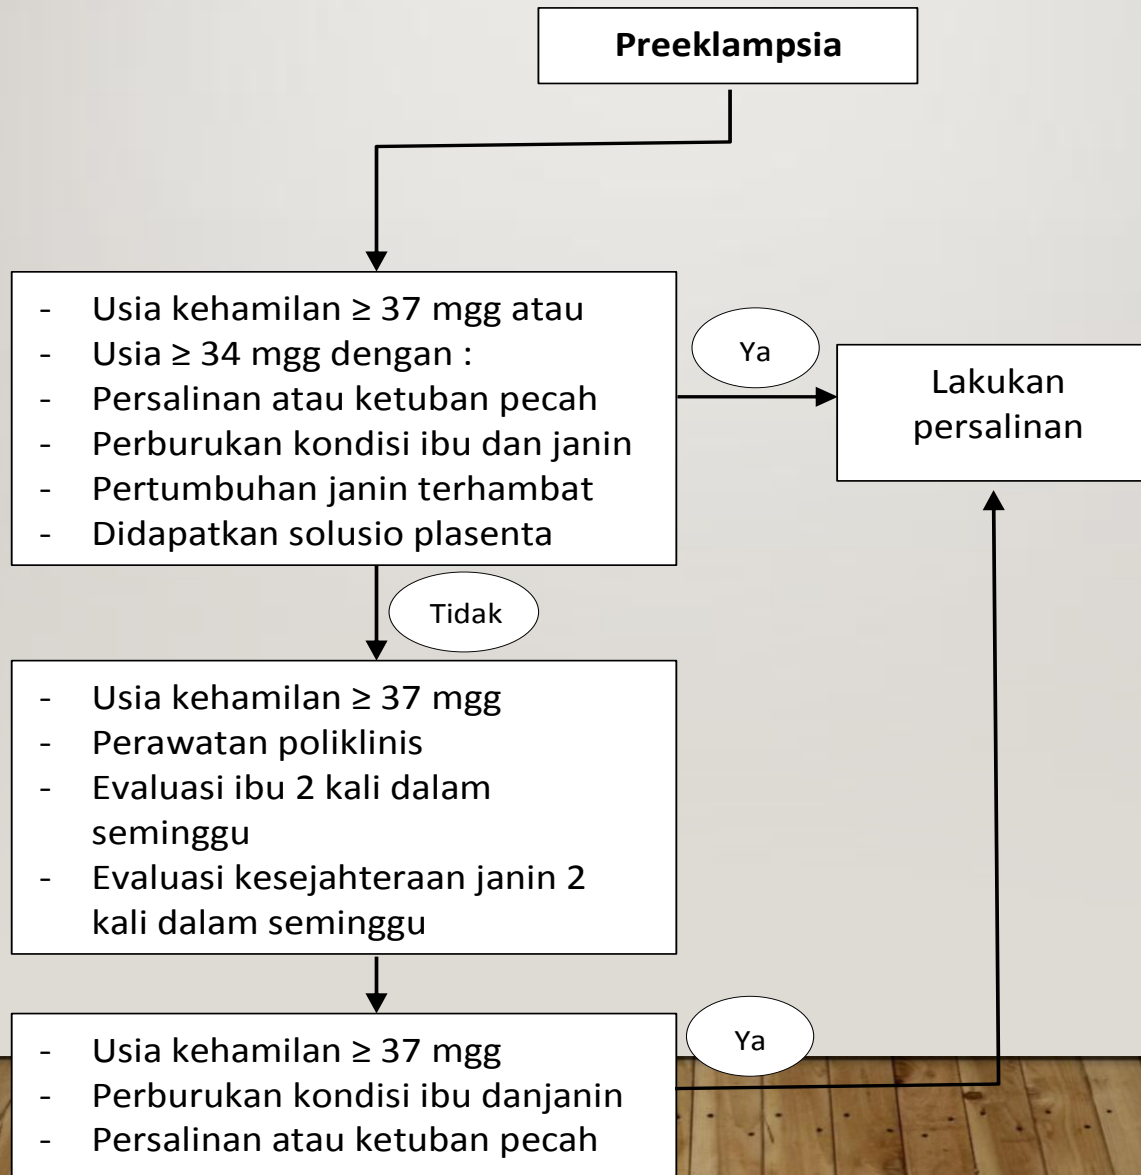 Preeklampsia
- Usia kehamilan ≥ 37 mgg atau
- Usia ≥ 34 mgg dengan :
- Persalinan atau ketuban pecah
- Perburukan kondisi ibu dan janin
- Pertumbuhan janin terhambat
- Didapatkan solusio plasenta
Ya
Lakukan
persalinan
Tidak
- Usia kehamilan ≥ 37 mgg
- Perawatan poliklinis
- Evaluasi ibu 2 kali dalam
seminggu
- Evaluasi kesejahteraan janin 2
kali dalam seminggu
- Usia kehamilan ≥ 37 mgg
- Perburukan kondisi ibu danjanin
- Persalinan atau ketuban pecah
Ya